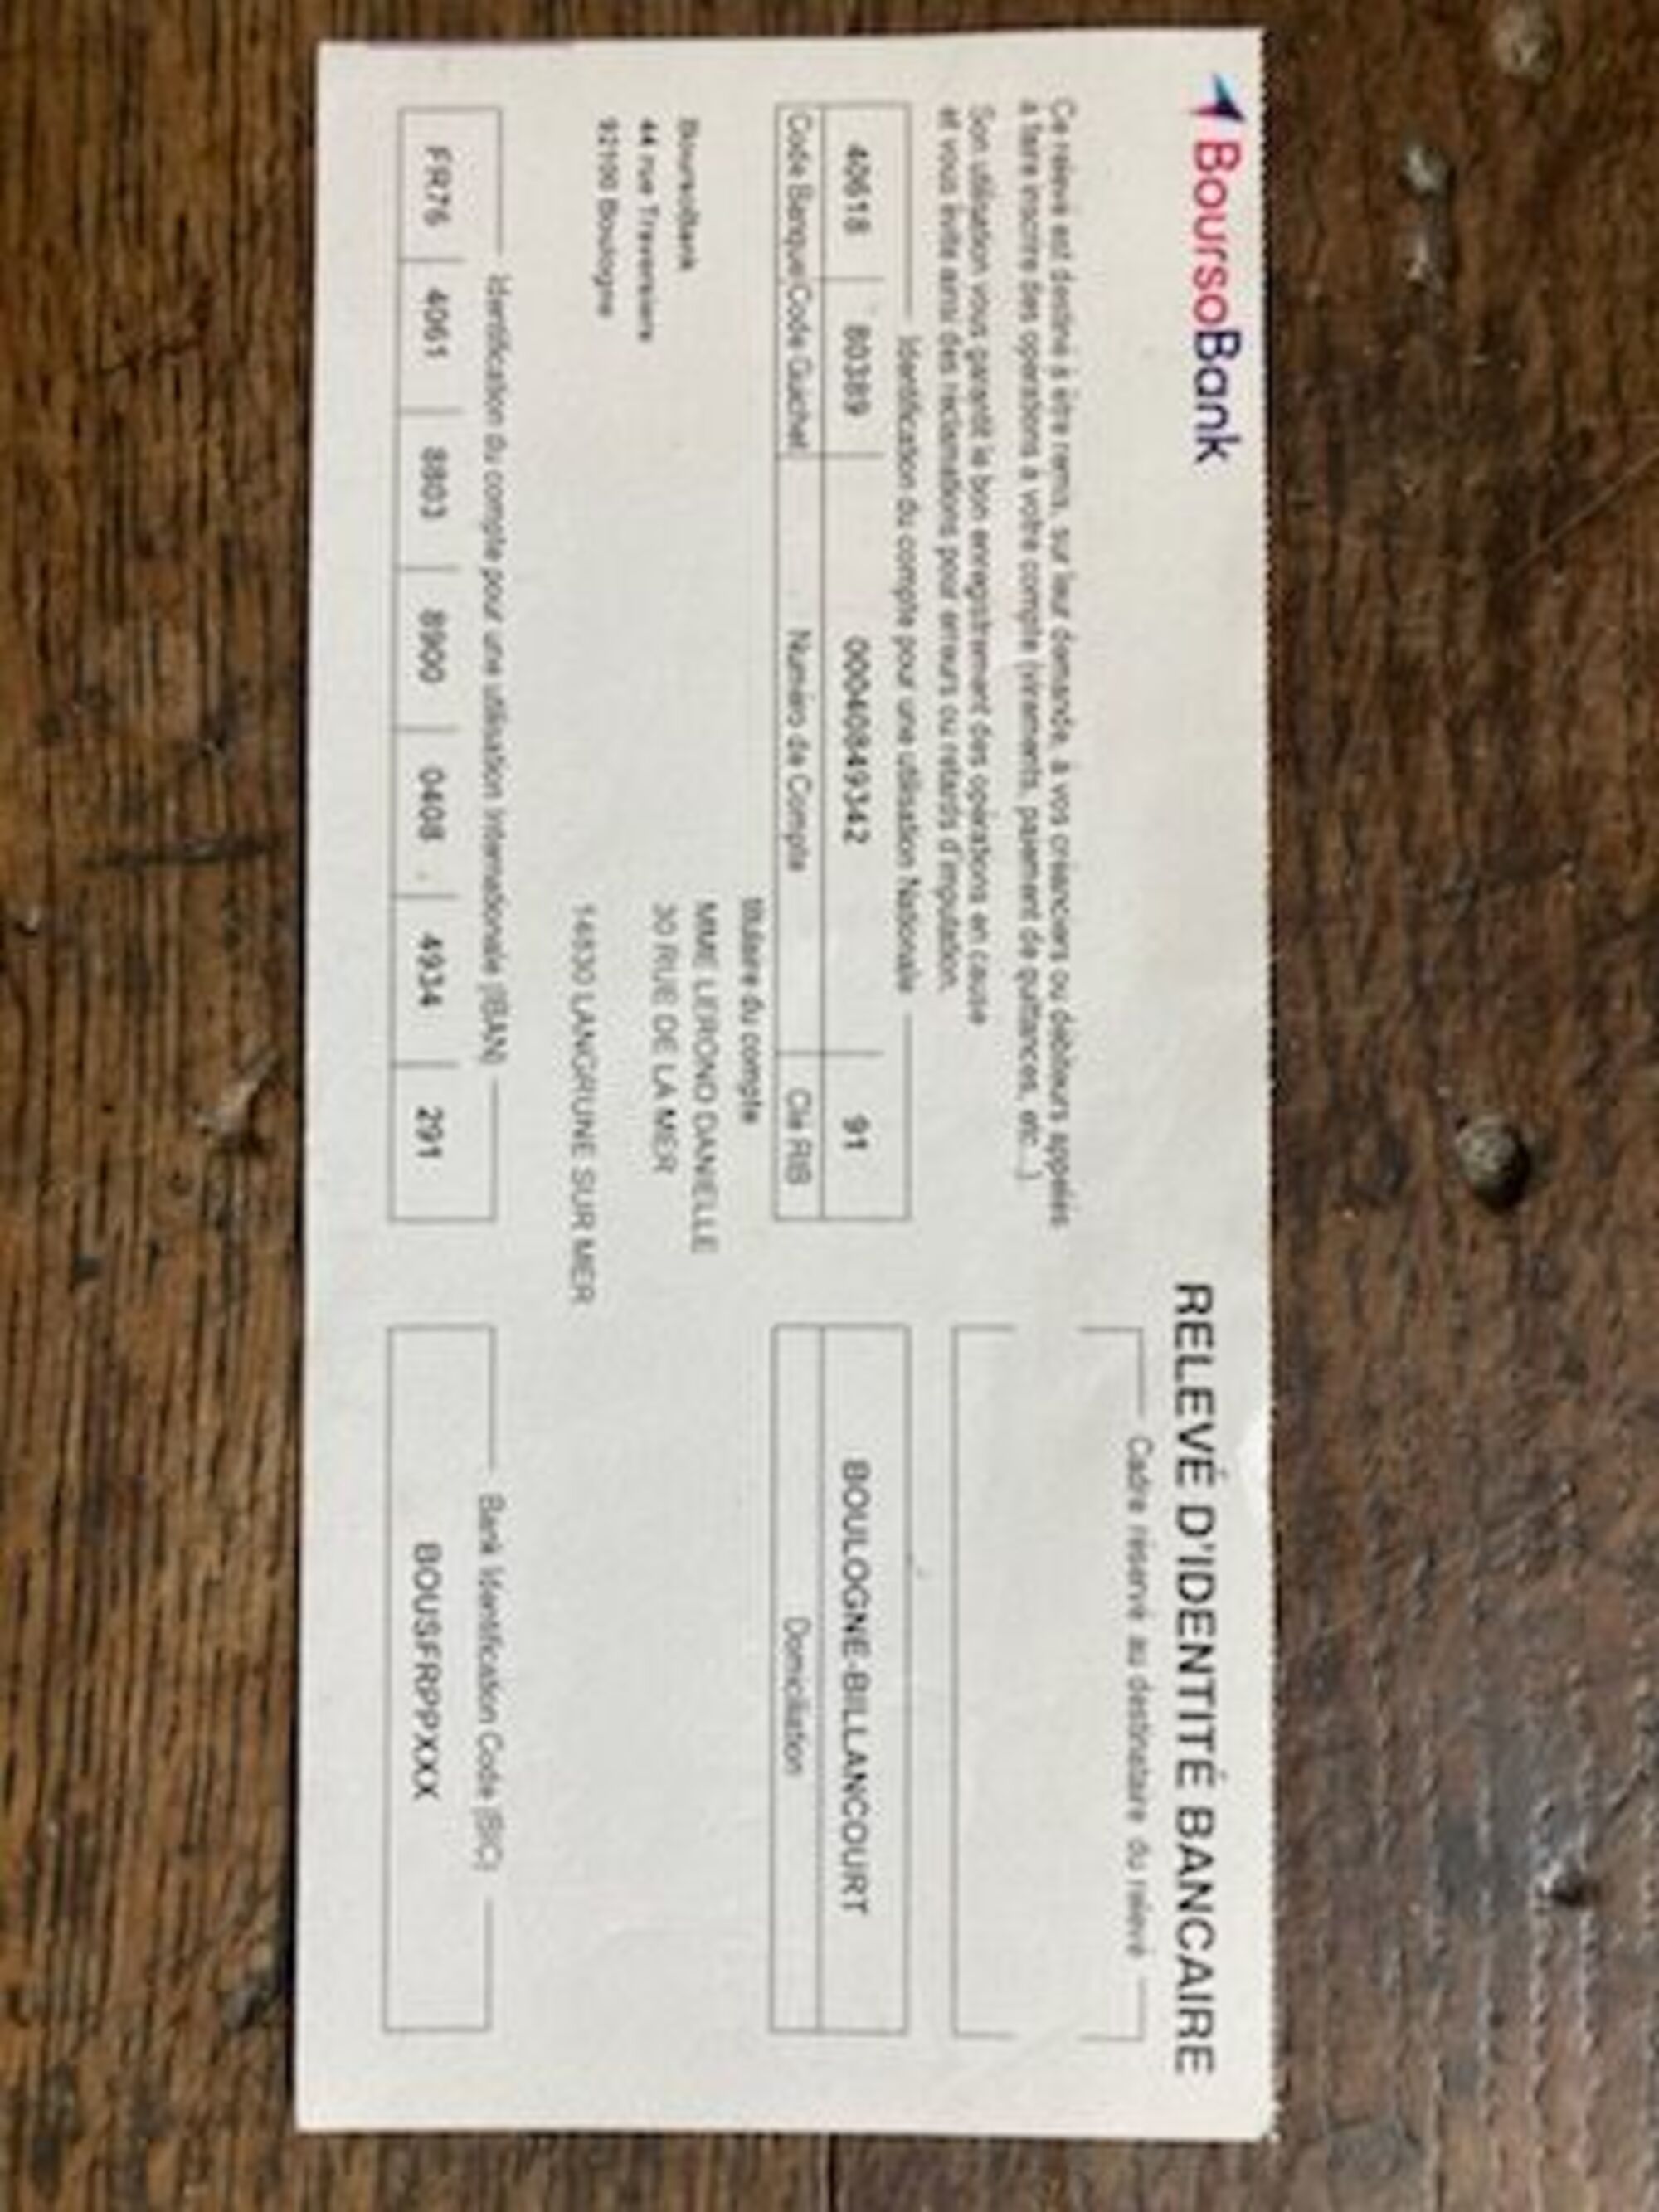 BoursoBank
RELEVÉ D'IDENTITÉ BANCAIRE
Ce relevé est destiné à être remis, sur leur demande, à vos créanciers ou débiteurs appelés
à faire inscrire des opérations à votre compte (virements, paiement de quittances, etc...)
Son utilisation vous garantit le bon enregistrement des opérations en cause
et vous évite ainsi des réclamations pour erreurs ou retards d'imputation.
Cadre réservé au destinataire du relevé
Identification du compte pour une utilisation Nationale
40618 80389 00040849342 91
Code Banque Code Guichet Numéro de Compte Clé RIB
BOULOGNE-BILLANCOURT
Domiciliation
titulaire du compte
BoursoBank
44 rue Traversière
92100 Boulogne
MME LEROND DANIELLE
30 RUE DE LA MER
14830 LANGRUNE SUR MER
Identification du compte pour une utilisation Internationale (IBAN)
FR76 4061 8803 8900 0408 4934 291
Bank Identification Code (BIC)
BOUSFRPPXXX